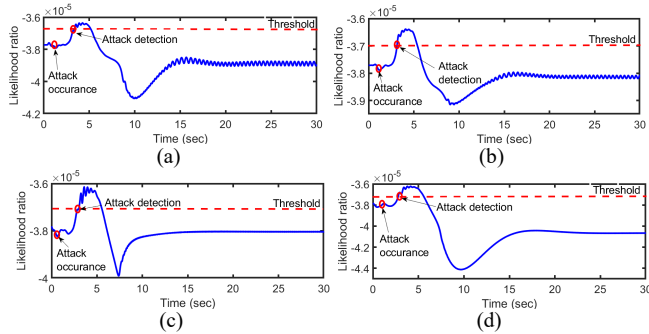 ×10-5
-3.6
Threshold
Likelihood ratio
-3.8
Attack detection
-4
Attack
occurance
-4.2
0 5 10 15 20 25 30
Time (sec)
(a)
×10-5
-3.6
Threshold
Likelihood ratio
-3.7
-3.8
Attack
detection
Attack
occurance
-3.9
0 5 10 15 20 25 30
Time (sec)
(b)
×10-5
-3.6
Threshold
Likelihood ratio
Attack detection
-3.8
Attack
occurance
-4
0 5 10 15 20 25 30
Time (sec)
(c)
×10-5
-3.6
Threshold
Likelihood ratio
-3.8
Attack detection
-4
Attack
occurance
-4.2
-4.4
0 5 10 15 20 25 30
Time (sec)
(d)